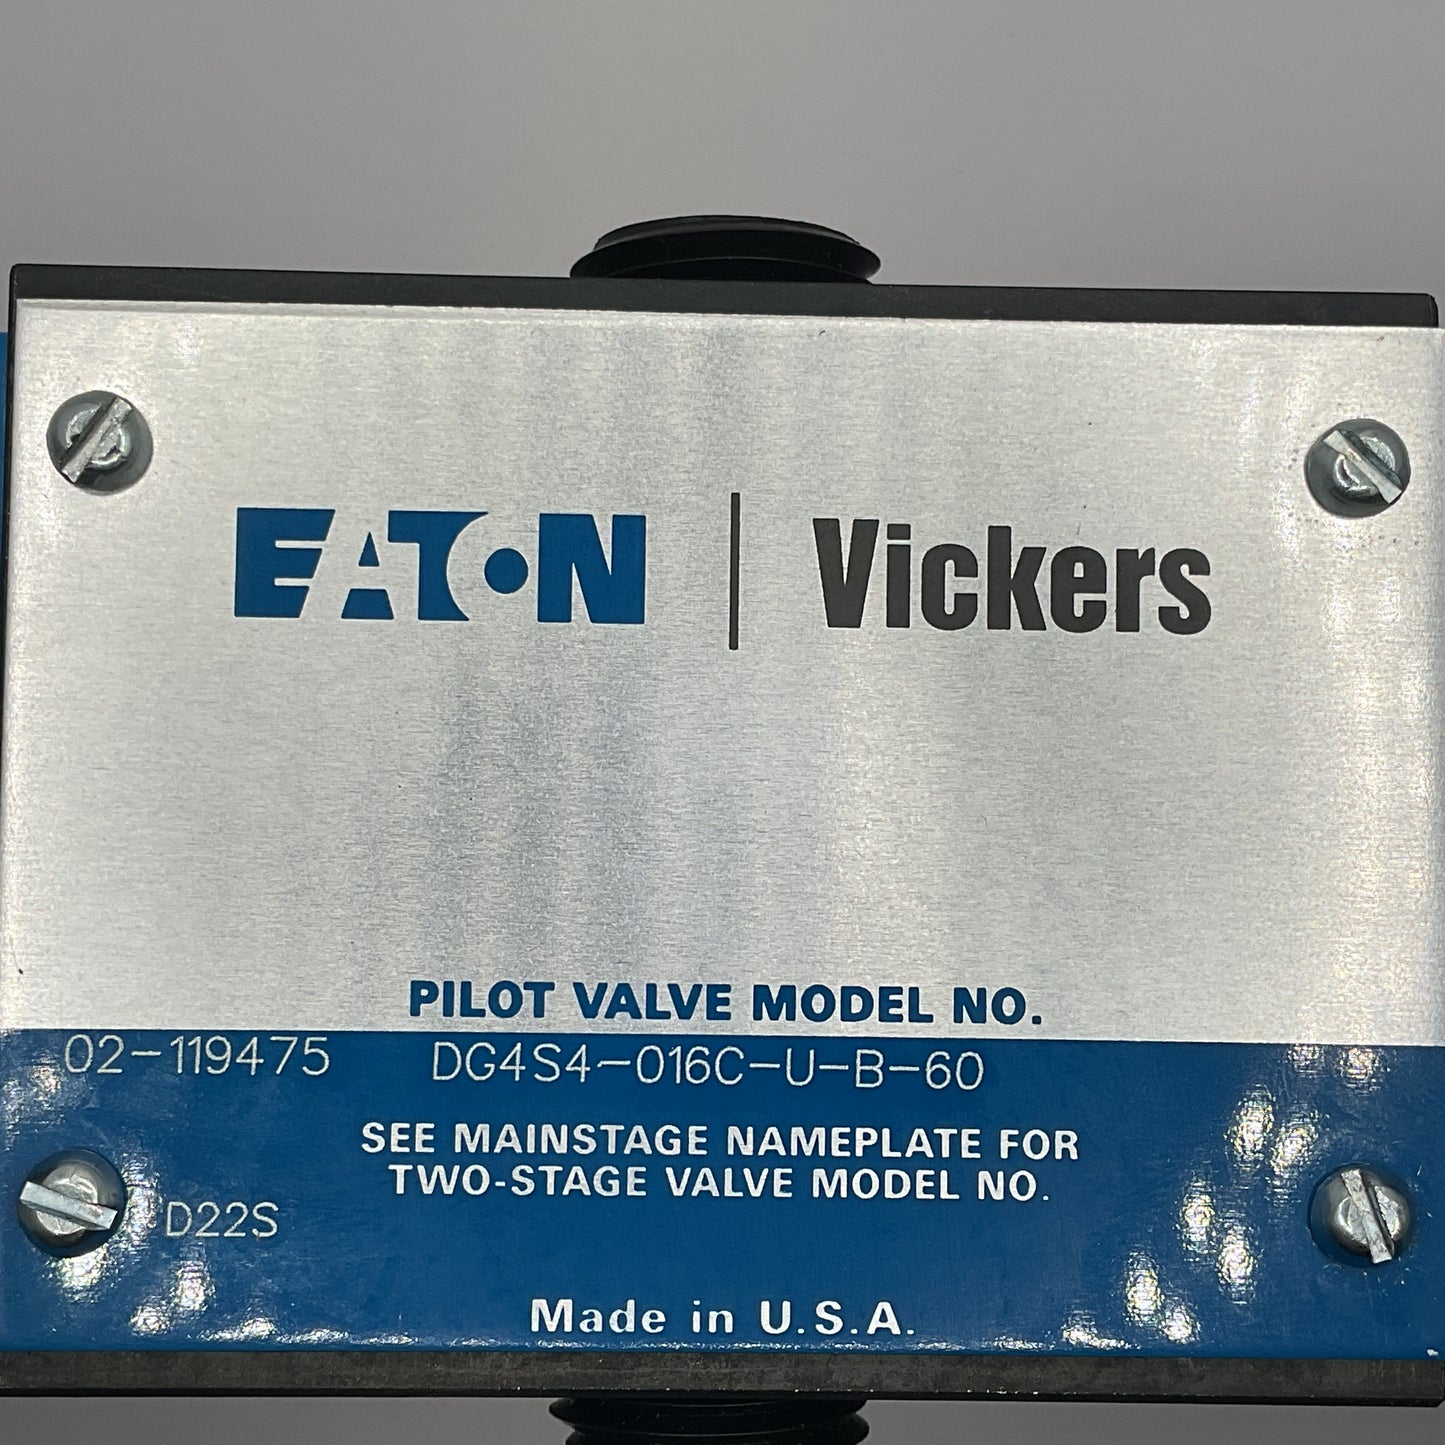 EATON | Vickers
PILOT VALVE MODEL NO.
02-119475 DG4S4-016C-U-B-60
SEE MAINSTAGE NAMEPLATE FOR
TWO-STAGE VALVE MODEL NO.
D22S
Made in U.S.A.